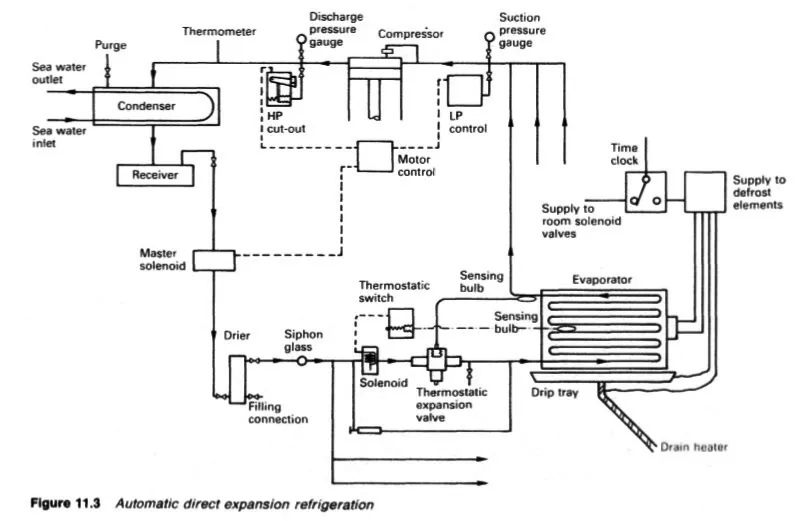 Discharge
pressure
gauge
Suction
pressure
gauge
Thermometer
Compressor
Purge
Sea water
outlet
Condenser
Sea water
inlet
HP
cut-out
LP
control
Motor
control
Receiver
Time
clock
Supply to
defrost
elements
Supply to
room solenoid
valves
Master
solenoid
Thermostatic
switch
Sensing
bulb
Evaporator
Sensing
bulb
Drier
Siphon
glass
Solenoid
Thermostatic
expansion
valve
Drip tray
Filling
connection
Drain heater
Figure 11.3 Automatic direct expansion refrigeration